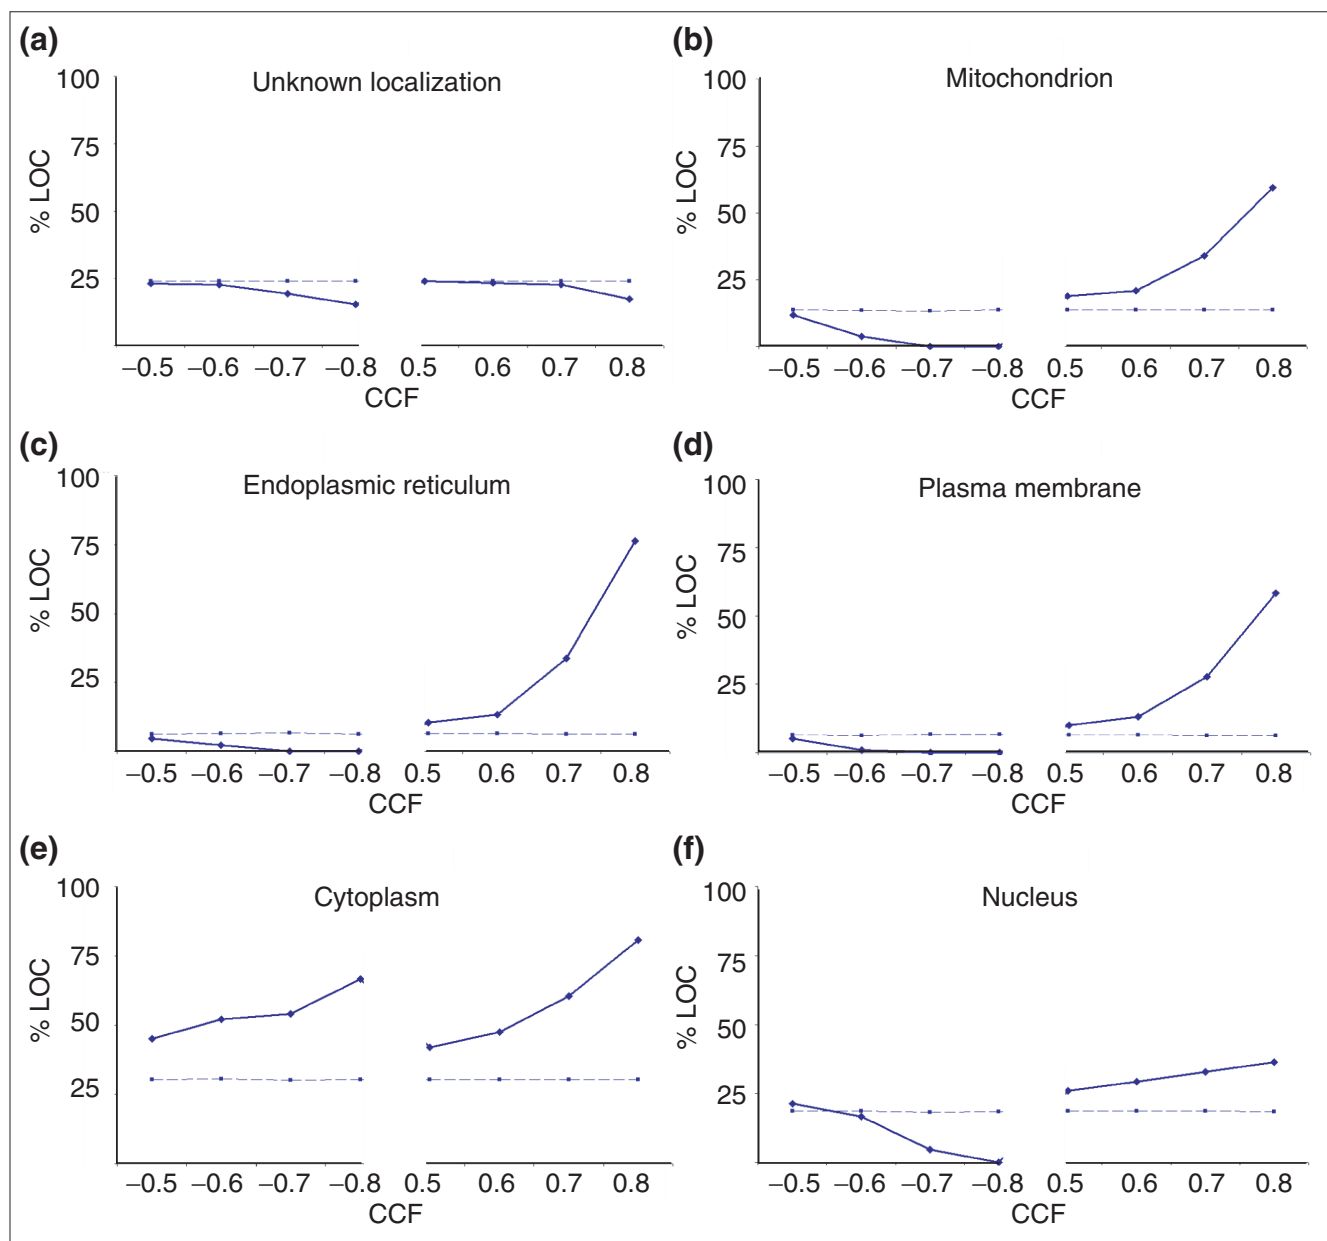 (a)
Unknown localization
100
75
50
25
% LOC
−0.5 −0.6 −0.7 −0.8 0.5 0.6 0.7 0.8
CCF
(b)
Mitochondrion
100
75
50
25
% LOC
−0.5 −0.6 −0.7 −0.8 0.5 0.6 0.7 0.8
CCF
(c)
Endoplasmic reticulum
100
75
50
25
% LOC
−0.5 −0.6 −0.7 −0.8 0.5 0.6 0.7 0.8
CCF
(d)
Plasma membrane
100
75
50
25
% LOC
−0.5 −0.6 −0.7 −0.8 0.5 0.6 0.7 0.8
CCF
(e)
Cytoplasm
100
75
50
25
% LOC
−0.5 −0.6 −0.7 −0.8 0.5 0.6 0.7 0.8
CCF
(f)
Nucleus
100
75
50
25
% LOC
−0.5 −0.6 −0.7 −0.8 0.5 0.6 0.7 0.8
CCF